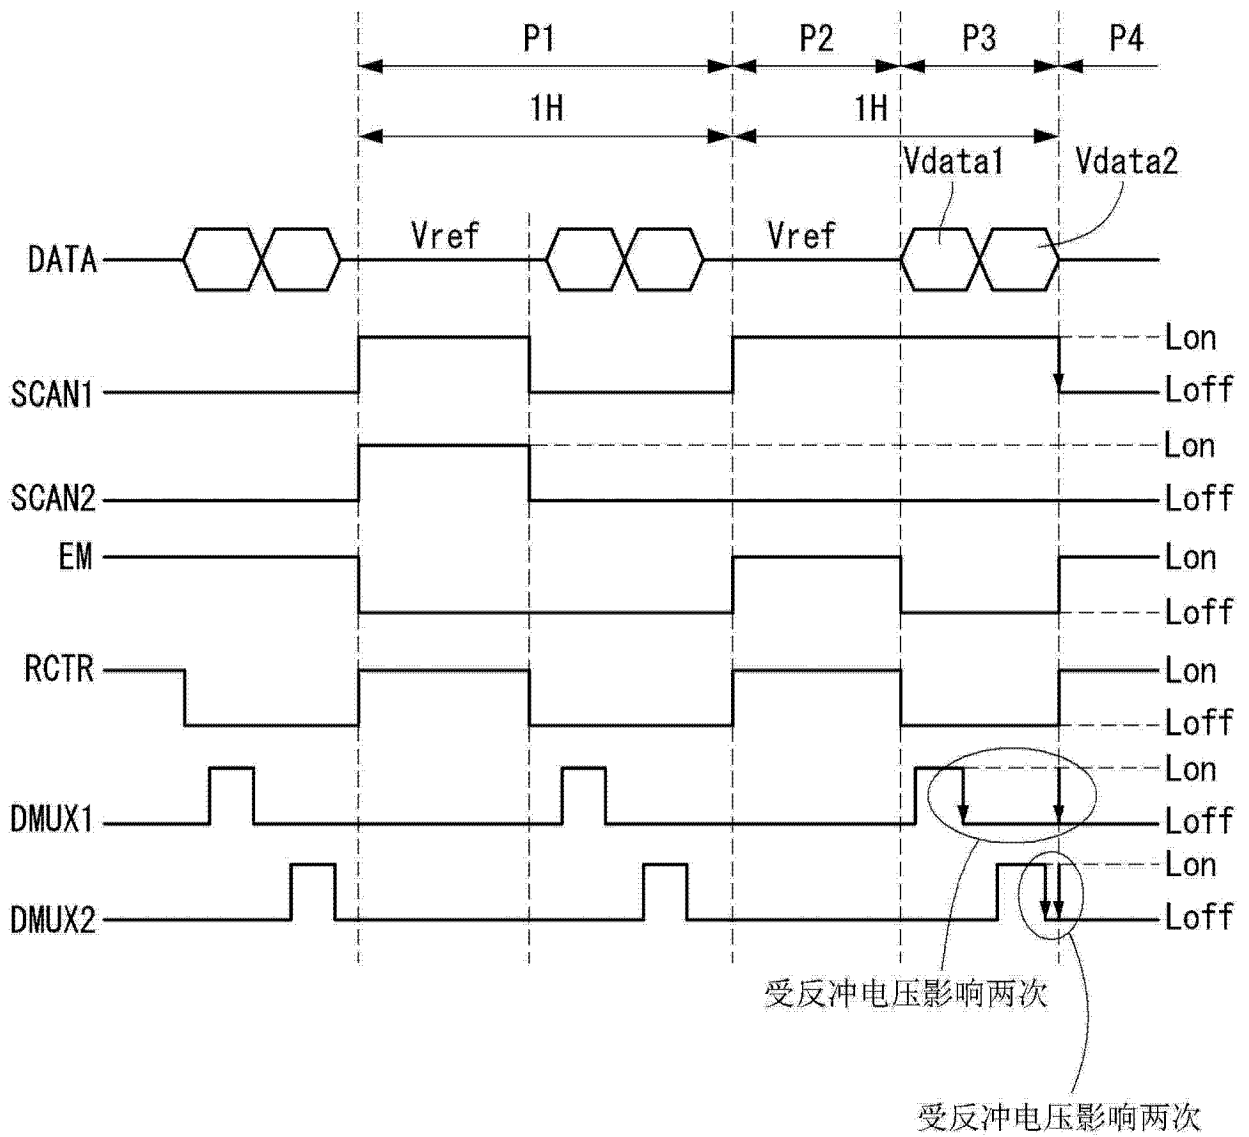 P1 P2 P3 P4
1H 1H
Vdata1 Vdata2
DATA Vref Vref
Lon
SCAN1 Loff
Lon
SCAN2 Loff
EM Lon
Loff
RCTR Lon
Loff
Lon
DMUX1 Loff
Lon
DMUX2 Loff
受反冲电压影响两次
受反冲电压影响两次